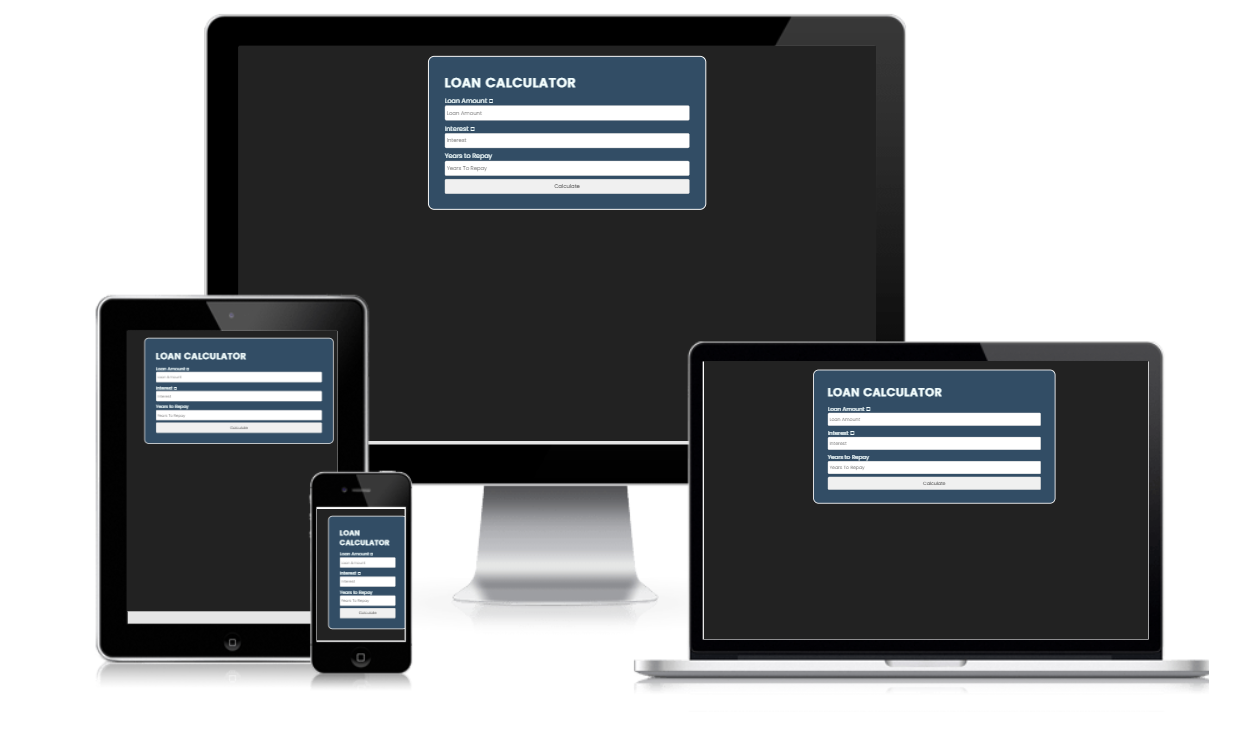 LOAN CALCULATOR
Loan Amount □
Loan Amount
Interest □
Interest
Years to Repay
Years To Repay
Calculate
LOAN CALCULATOR
Loan Amount □
Loan Amount
Interest □
Interest
Years to Repay
Years To Repay
Calculate
LOAN
CALCULATOR
Loan Amount □
Loan Amount
Interest □
Interest
Years to Repay
Years To Repay
Calculate
LOAN CALCULATOR
Loan Amount □
Loan Amount
Interest □
Interest
Years to Repay
Years To Repay
Calculate